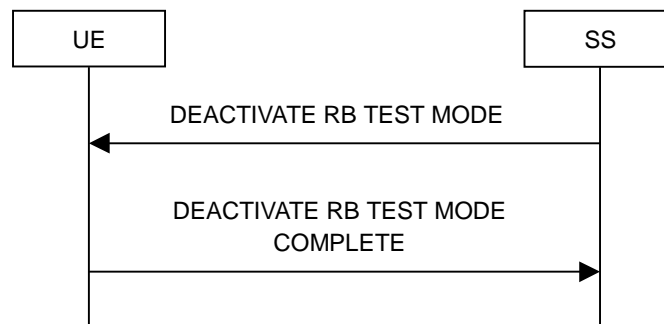 UE
SS
DEACTIVATE RB TEST MODE
DEACTIVATE RB TEST MODE
COMPLETE